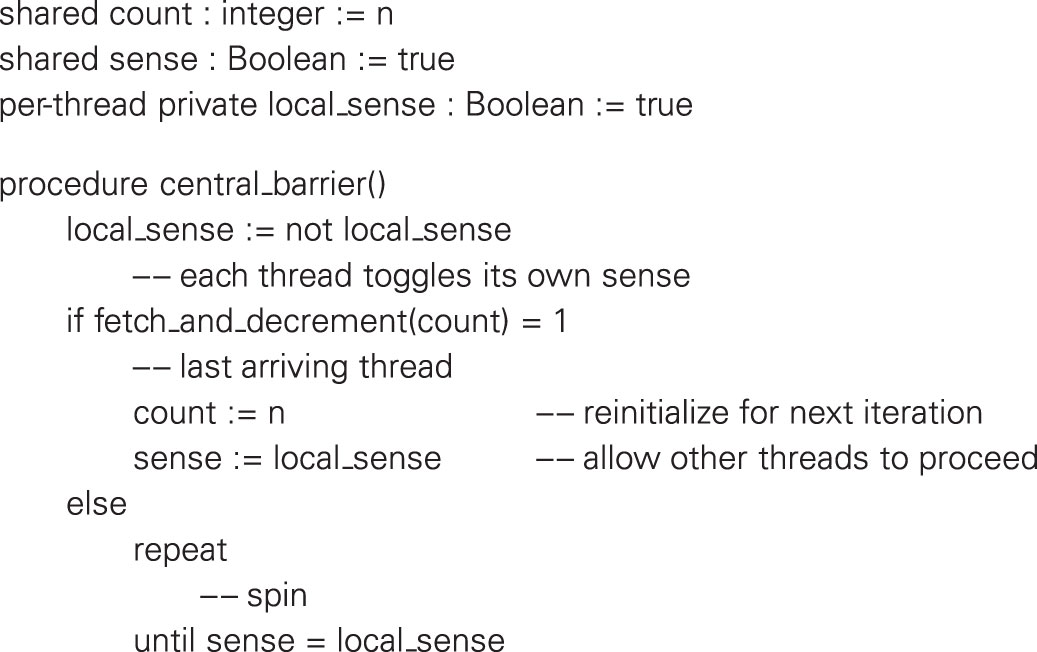 shared count : integer := n
shared sense : Boolean := true
per-thread private local_sense : Boolean := true
procedure central_barrier()
local_sense := not local_sense
–– each thread toggles its own sense
if fetch_and_decrement(count) = 1
–– last arriving thread
count := n –– reinitialize for next iteration
sense := local_sense –– allow other threads to proceed
else
repeat
–– spin
until sense = local_sense